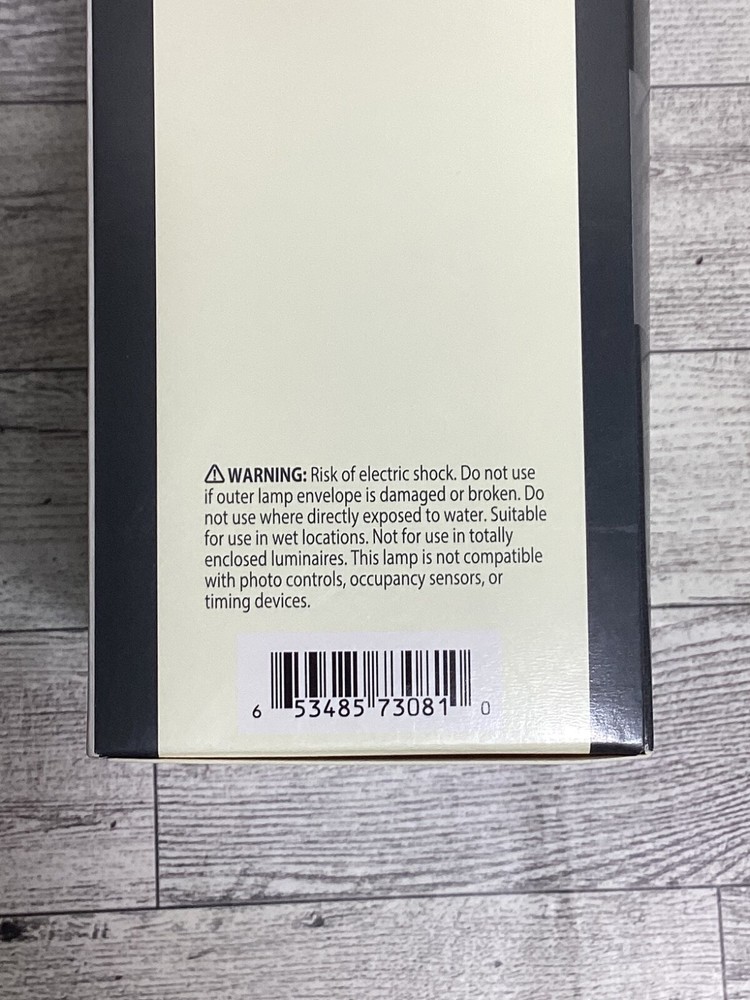 ⚠ WARNING: Risk of electric shock. Do not use
if outer lamp envelope is damaged or broken. Do
not use where directly exposed to water. Suitable
for use in wet locations. Not for use in totally
enclosed luminaires. This lamp is not compatible
with photo controls, occupancy sensors, or
timing devices.
6 53485 73081 0